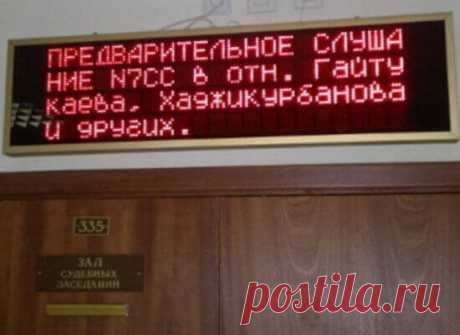 ПРЕДВАРИТЕЛЬНОЕ СЛУША
НИЕ N7СС в отн. Гайту
каева, Хаджикурбанова
и других.
335
ЗАЛ
СУДЕБНЫХ
ЗАСЕДАНИЙ
postila.ru